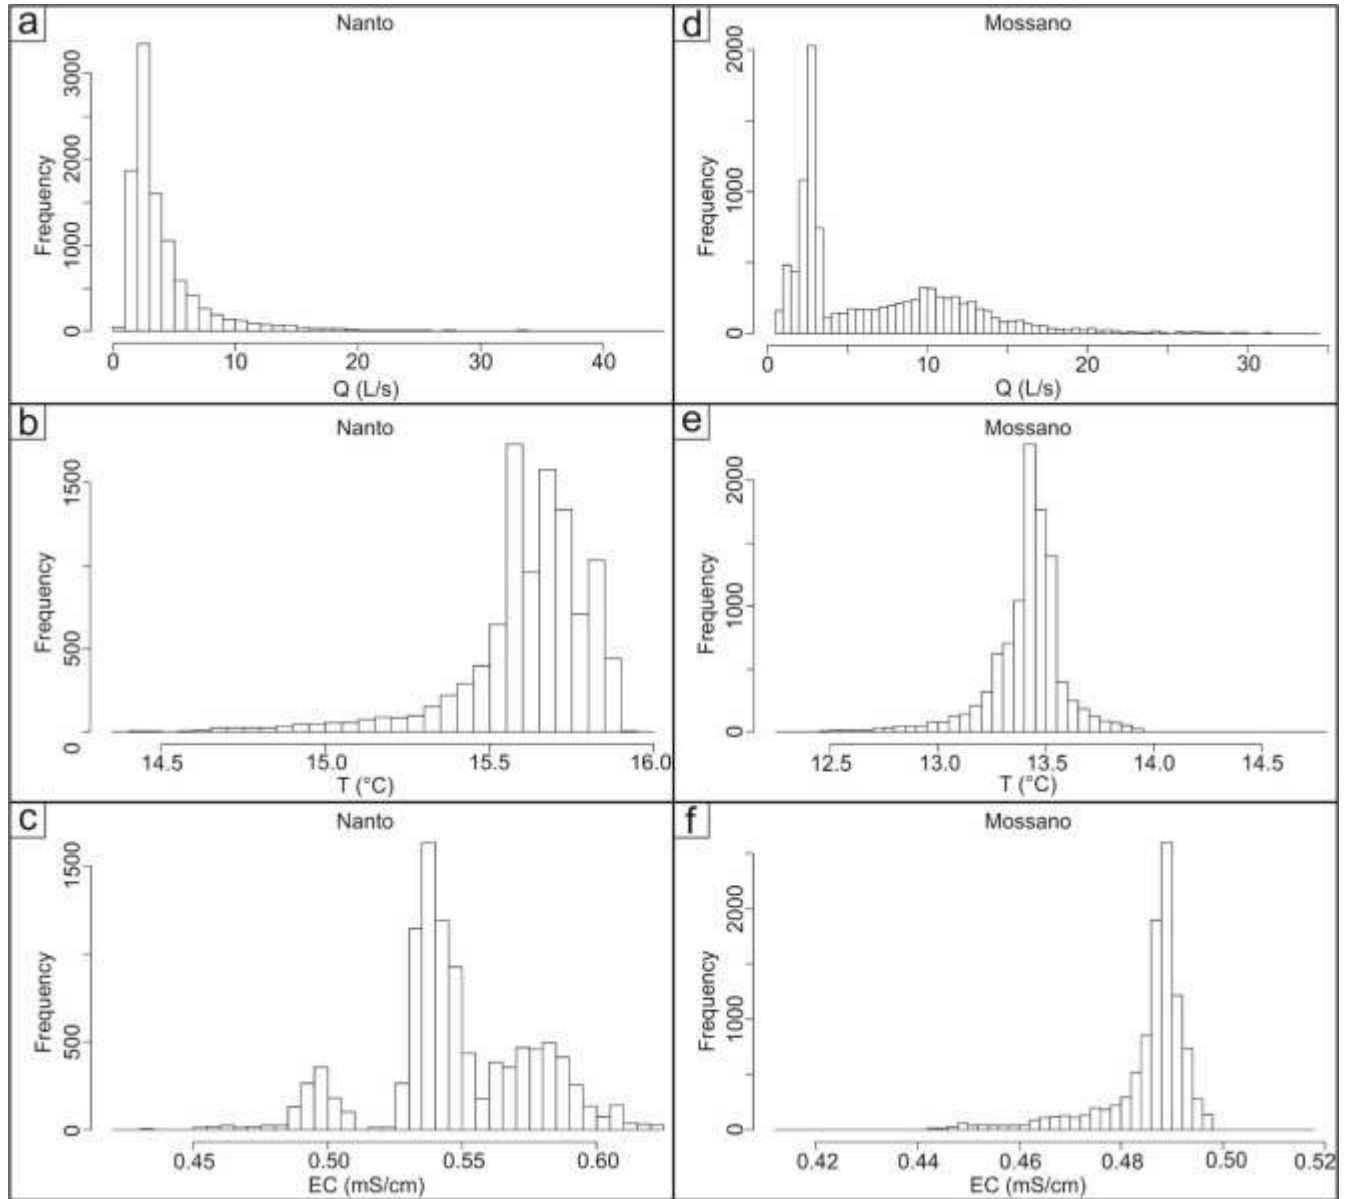 a
Nanto
3000
2000
1000
0
Frequency
0 10 20 30 40
Q (L/s)
d
Mossano
2000
1000
0
Frequency
0 10 20 30
Q (L/s)
b
Nanto
1500
500
0
Frequency
14.5 15.0 15.5 16.0
T (°C)
e
Mossano
2000
1000
0
Frequency
12.5 13.0 13.5 14.0 14.5
T (°C)
c
Nanto
1500
500
0
Frequency
0.45 0.50 0.55 0.60
EC (mS/cm)
f
Mossano
2000
1000
0
Frequency
0.42 0.44 0.46 0.48 0.50 0.52
EC (mS/cm)